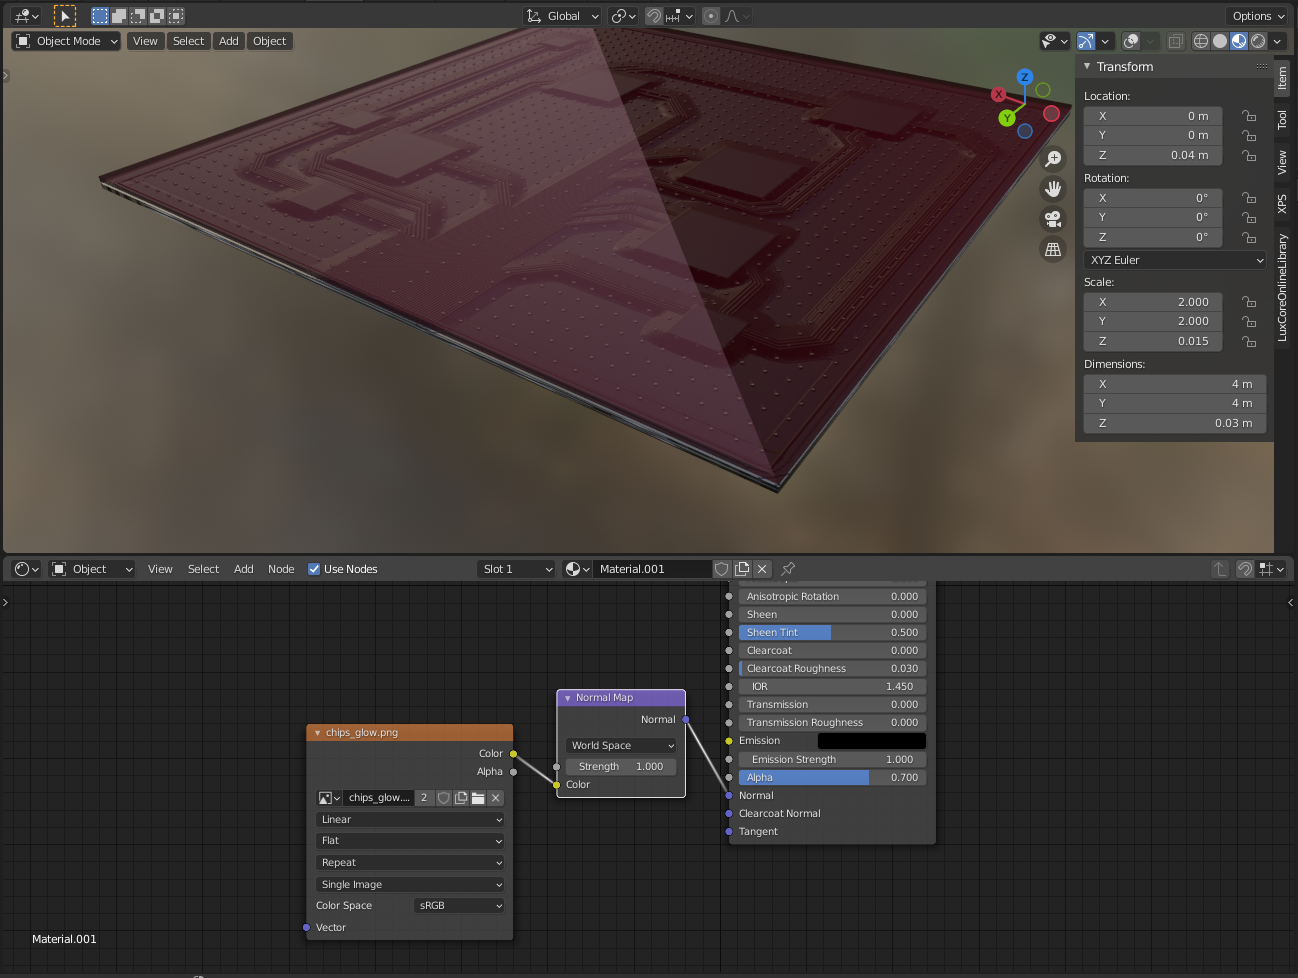 Global
Options
Object Mode
View
Select
Add
Object
Z
X
Y
Transform
Location:
X 0 m
Y 0 m
Z 0.04 m
Rotation:
X 0°
Y 0°
Z 0°
XYZ Euler
Scale:
X 2.000
Y 2.000
Z 0.015
Dimensions:
X 4 m
Y 4 m
Z 0.03 m
Item
Tool
View
XPS
LuxCoreOnlineLibrary
Object
View
Select
Add
Node
Use Nodes
Slot 1
Material.001
Anisotropic Rotation 0.000
Sheen 0.000
Sheen Tint 0.500
Clearcoat 0.000
Clearcoat Roughness 0.030
IOR 1.450
Transmission 0.000
Transmission Roughness 0.000
Emission
Emission Strength 1.000
Alpha 0.700
Normal
Clearcoat Normal
Tangent
Normal Map
Normal
World Space
Strength 1.000
Color
chips_glow.png
Color
Alpha
chips_glow.... 2
Linear
Flat
Repeat
Single Image
Color Space sRGB
Vector
Material.001